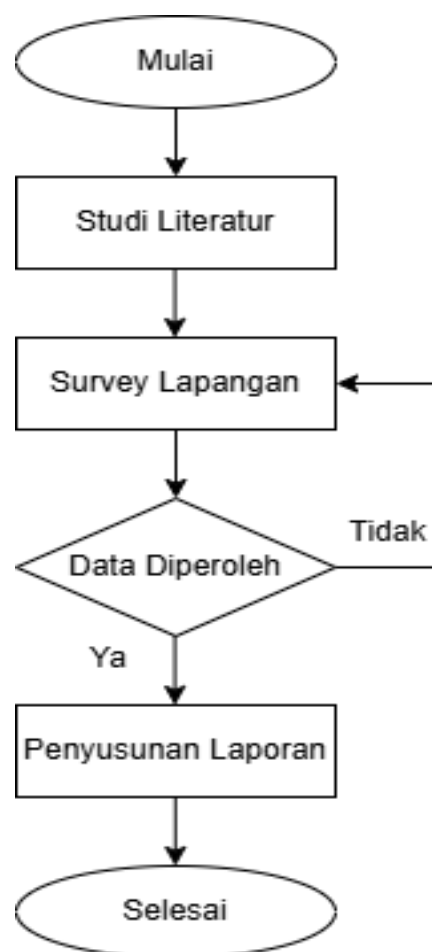 Mulai
Studi Literatur
Survey Lapangan
Tidak
Data Diperoleh
Ya
Penyusunan Laporan
Selesai